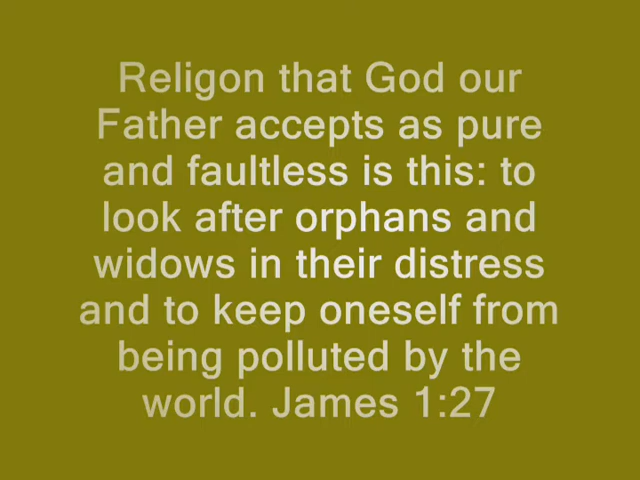 Religon that God our
Father accepts as pure
and faultless is this: to
look after orphans and
widows in their distress
and to keep oneself from
being polluted by the
world. James 1:27